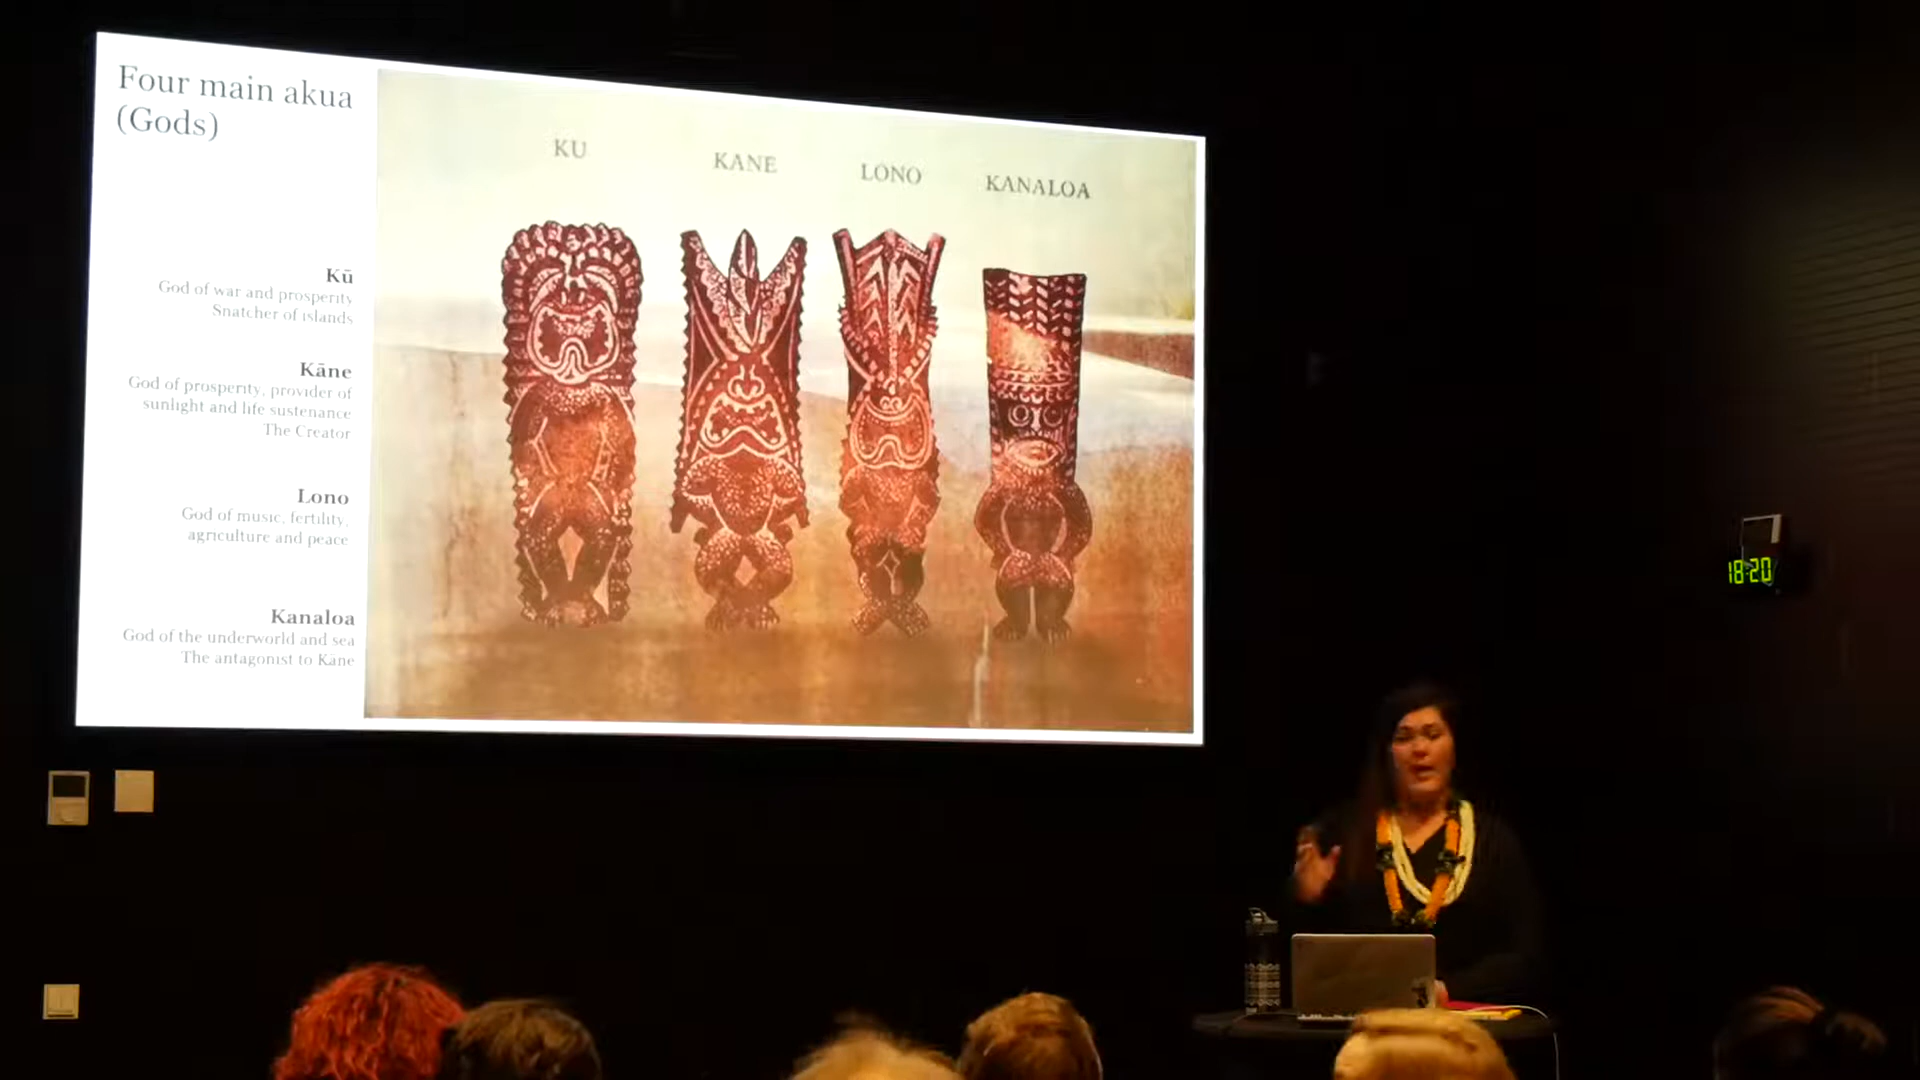 Four main akua
(Gods)
KU
KANE
LONO
KANALOA
Kū
God of war and prosperity
Snatcher of islands
Kāne
God of prosperity, provider of
sunlight and life sustenance
The Creator
Lono
God of music, fertility,
agriculture and peace
Kanaloa
God of the underworld and sea
The antagonist to Kāne
18:20